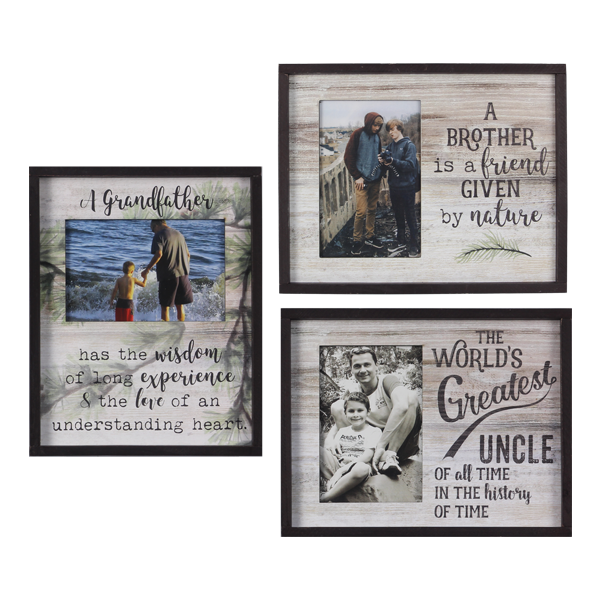 A Grandfather
has the wisdom
of long experience
& the love of an
understanding heart.
A
BROTHER
is a friend
GIVEN
by nature
THE
WORLD'S
Greatest
UNCLE
OF all TIME
IN THE history
OF TIME